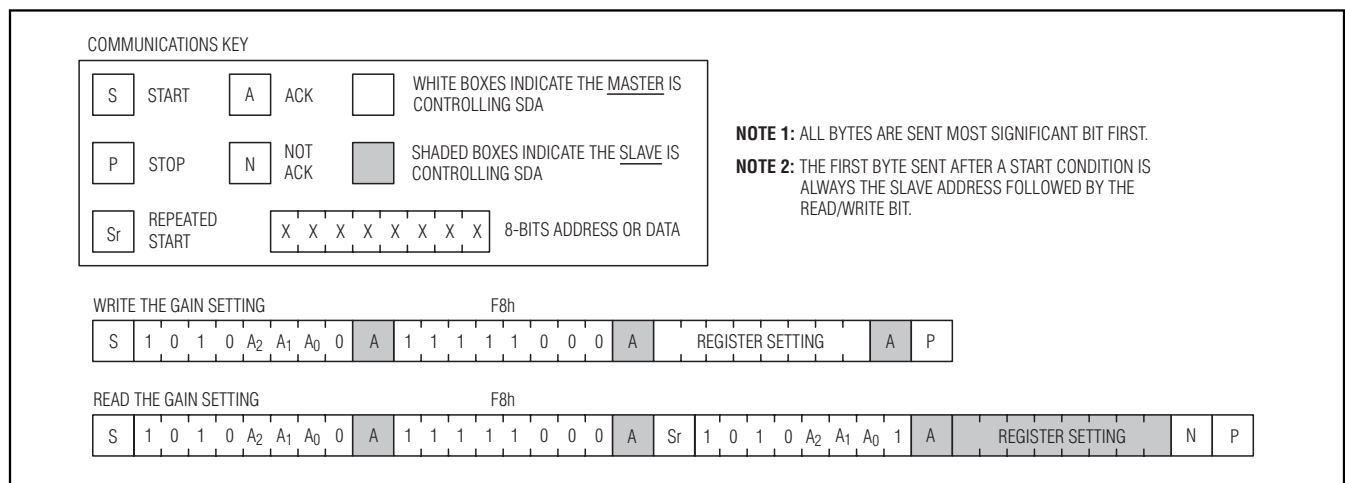 COMMUNICATIONS KEY
S START A ACK WHITE BOXES INDICATE THE MASTER IS
CONTROLLING SDA
P STOP N NOT
ACK SHADED BOXES INDICATE THE SLAVE IS
CONTROLLING SDA
Sr REPEATED
START X X X X X X X X 8-BITS ADDRESS OR DATA
NOTE 1: ALL BYTES ARE SENT MOST SIGNIFICANT BIT FIRST.
NOTE 2: THE FIRST BYTE SENT AFTER A START CONDITION IS
ALWAYS THE SLAVE ADDRESS FOLLOWED BY THE
READ/WRITE BIT.
WRITE THE GAIN SETTING F8h
S 1 0 1 0 A2 A1 A0 0 A 1 1 1 1 1 0 0 0 A REGISTER SETTING A P
READ THE GAIN SETTING F8h
S 1 0 1 0 A2 A1 A0 0 A 1 1 1 1 1 0 0 0 A Sr 1 0 1 0 A2 A1 A0 1 A REGISTER SETTING N P